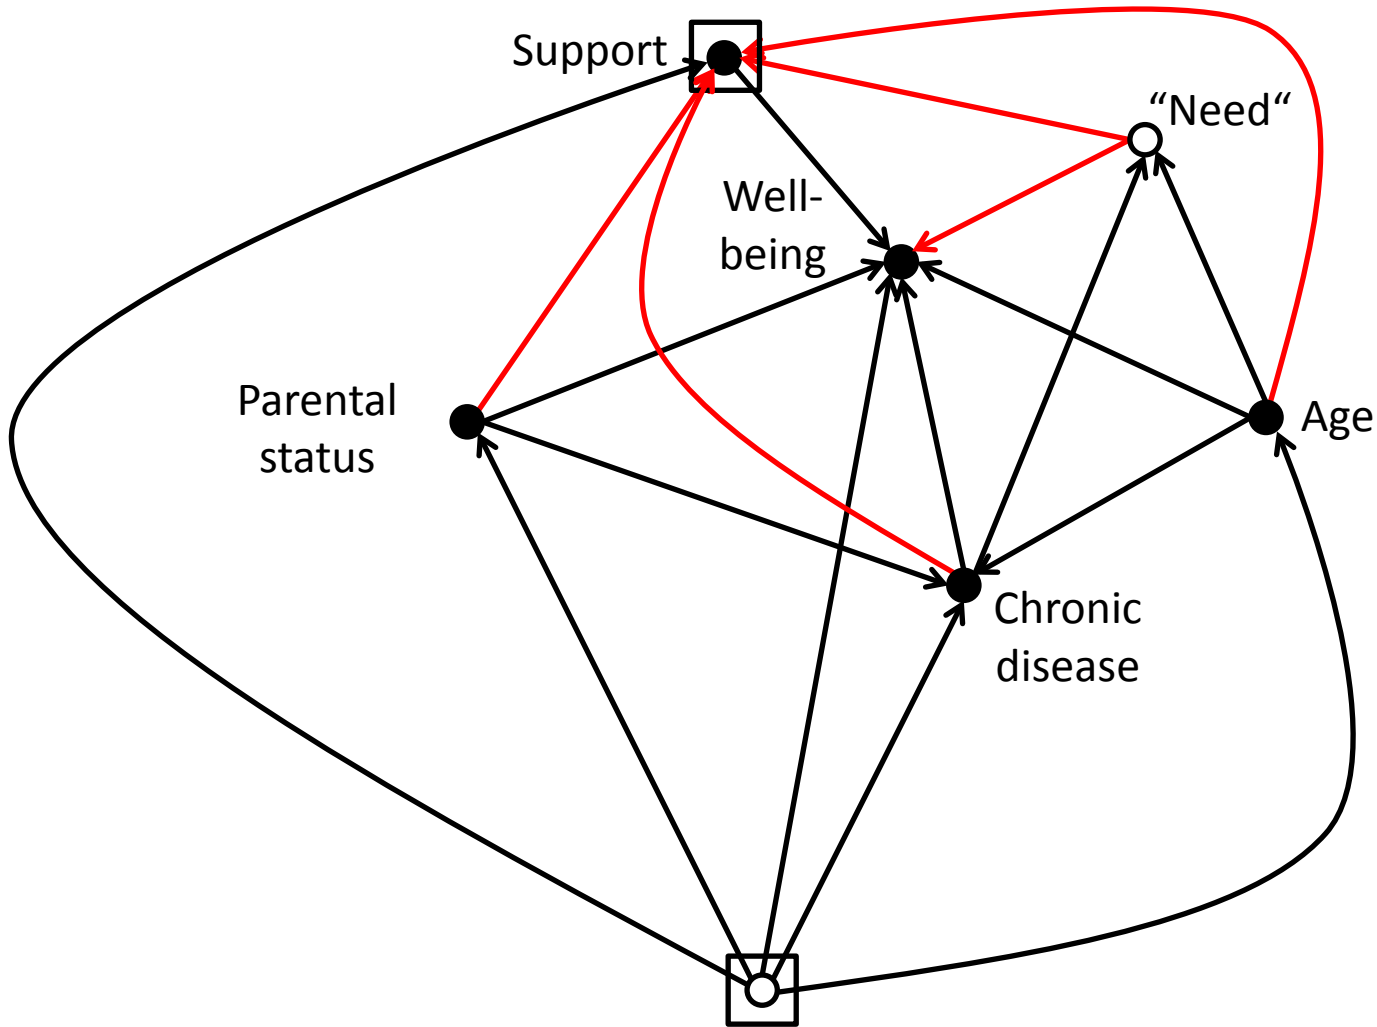 Support
“Need“
Well-
being
Parental
status
Age
Chronic
disease